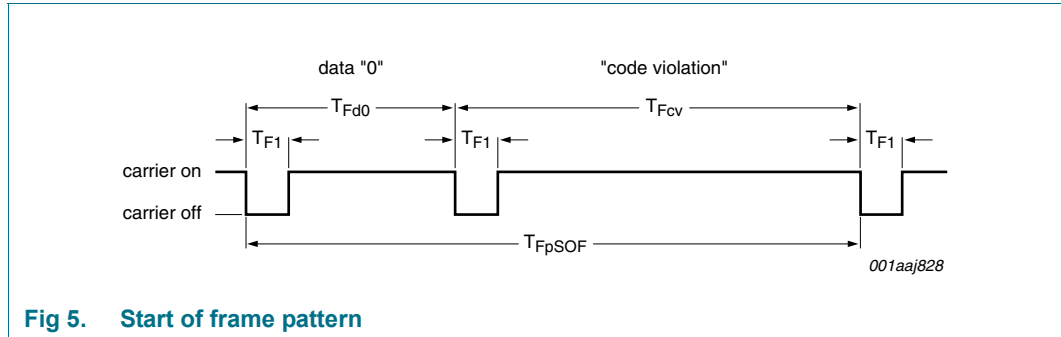 data "0" "code violation"
TFd0 TFcv
TF1 TF1 TF1
carrier on
carrier off
TFpSOF
001aaj828
Fig 5. Start of frame pattern